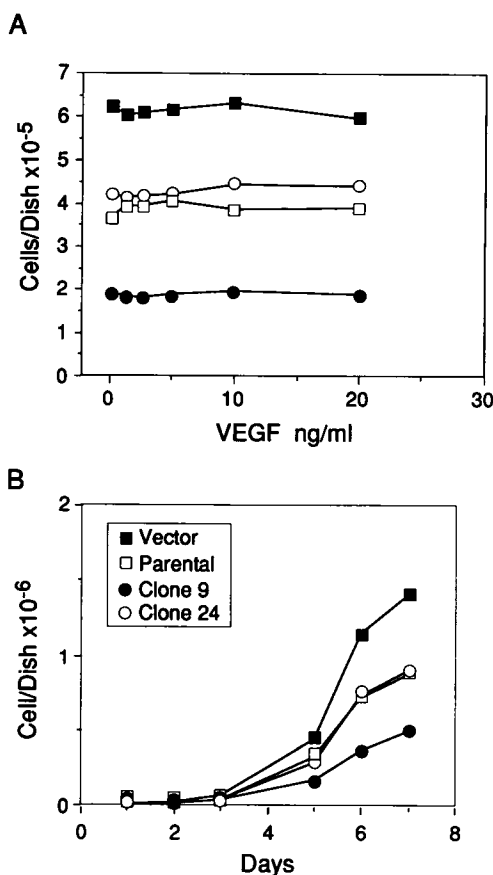 A
Cells/Dish x10-5
7
6
5
4
3
2
1
0
0 10 20 30
VEGF ng/ml
B
Cell/Dish x10-6
2
1
0
Vector
Parental
Clone 9
Clone 24
0 2 4 6 8
Days